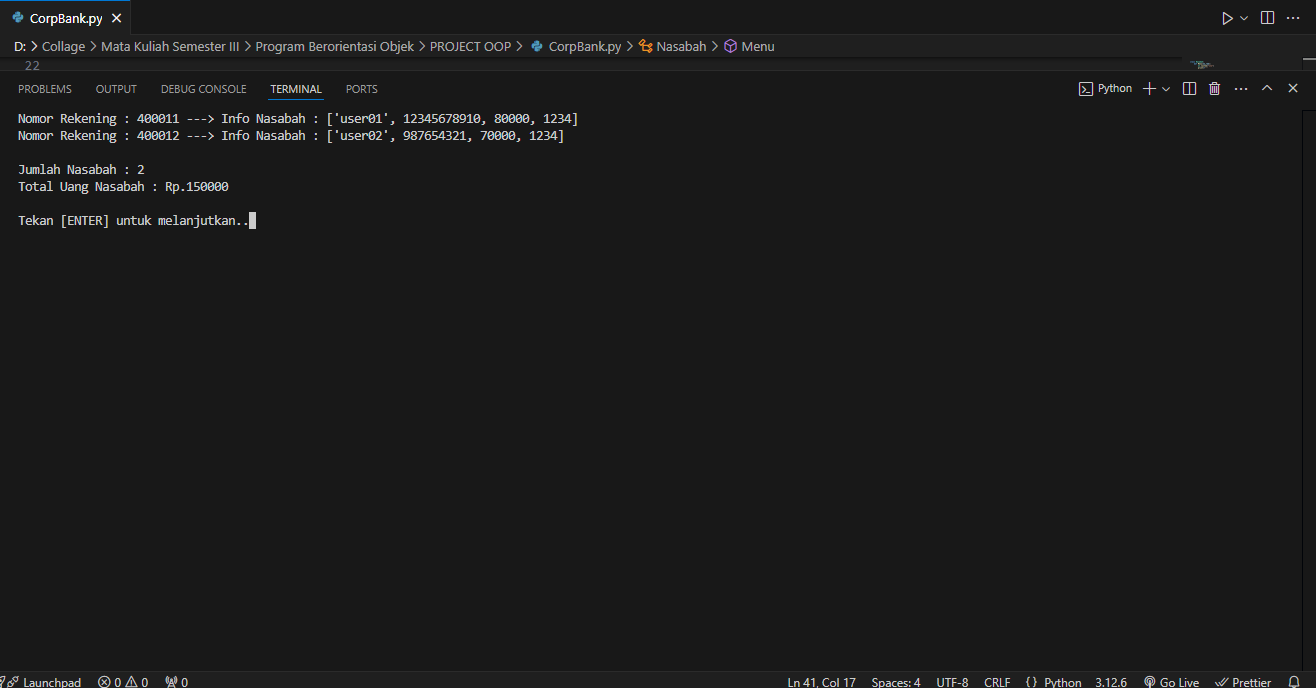 CorpBank.py
D: > Collage > Mata Kuliah Semester III > Program Berorientasi Objek > PROJECT OOP > CorpBank.py > Nasabah > Menu
22
PROBLEMS OUTPUT DEBUG CONSOLE TERMINAL PORTS Python
Nomor Rekening : 400011 ---> Info Nasabah : ['user01', 12345678910, 80000, 1234]
Nomor Rekening : 400012 ---> Info Nasabah : ['user02', 987654321, 70000, 1234]
Jumlah Nasabah : 2
Total Uang Nasabah : Rp.150000
Tekan [ENTER] untuk melanjutkan..
Launchpad 0 0 0 Ln 41, Col 17 Spaces: 4 UTF-8 CRLF {} Python 3.12.6 Go Live Prettier